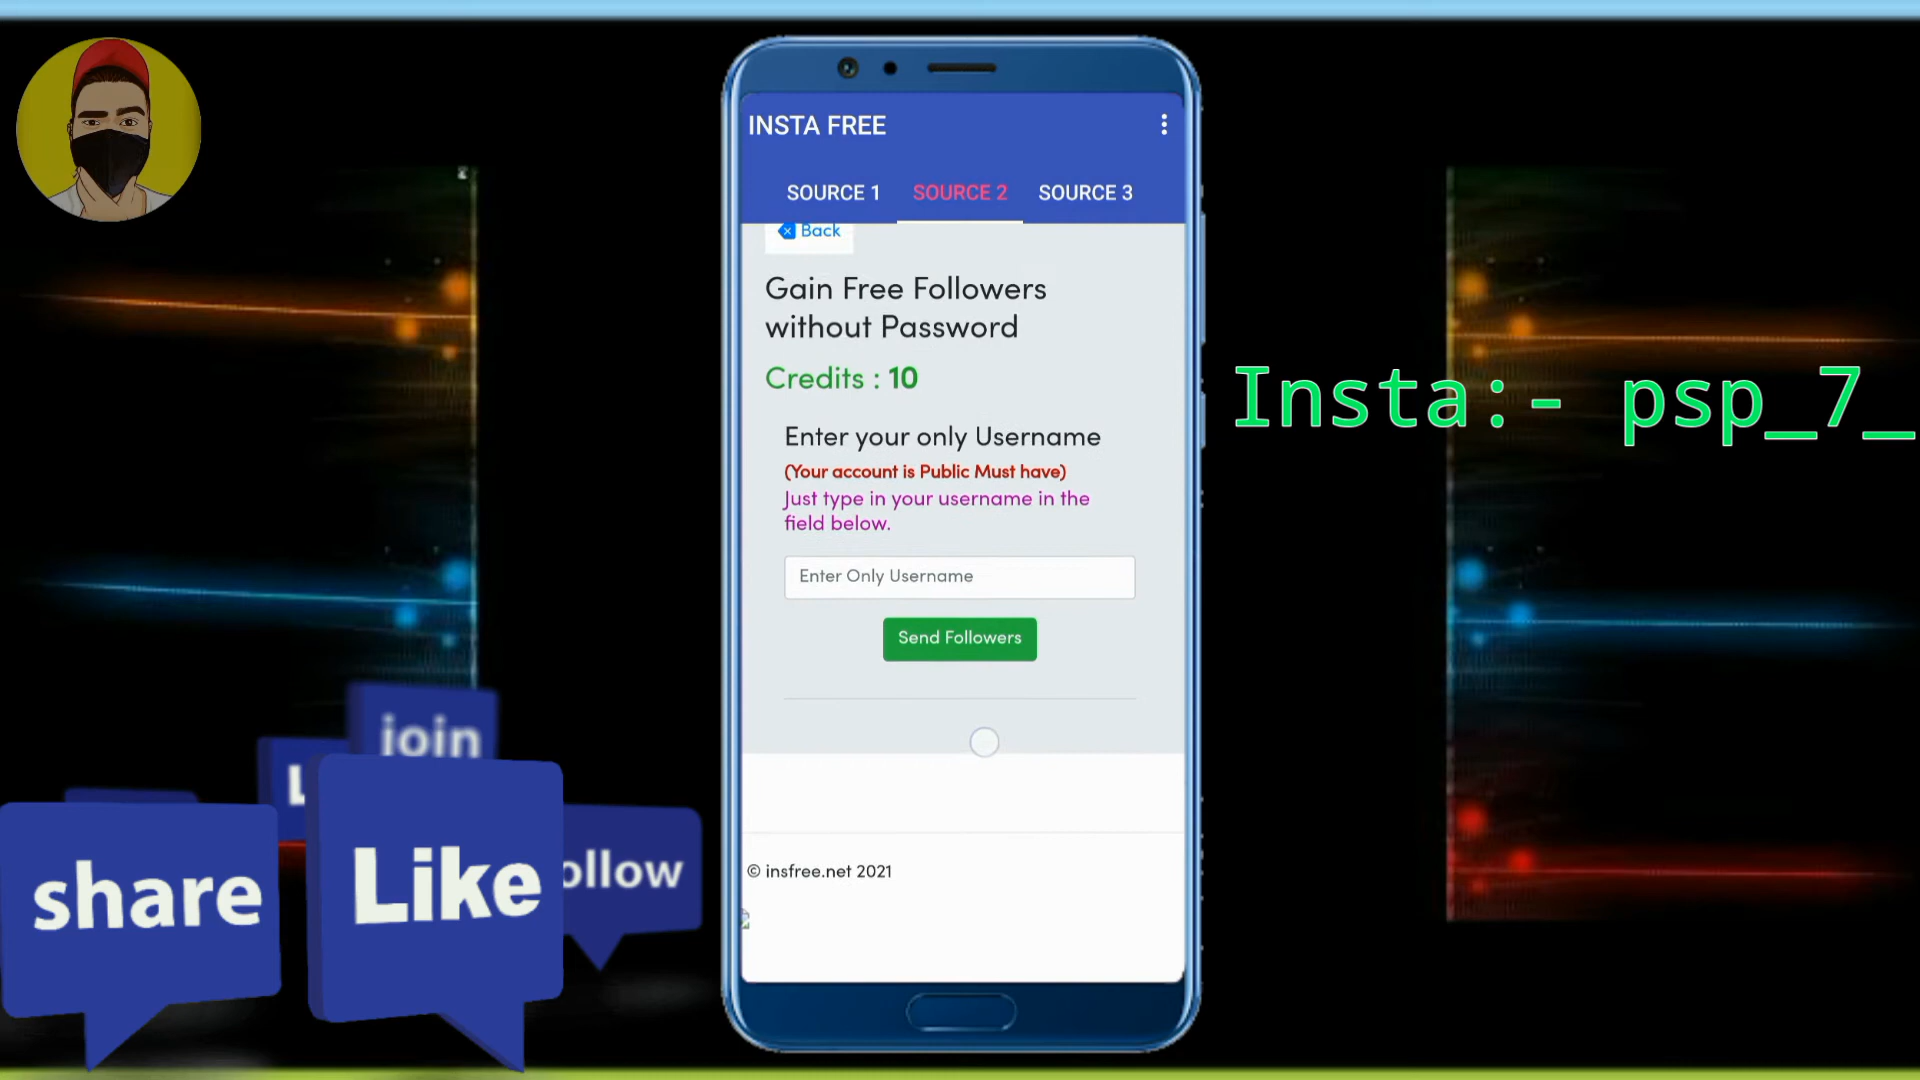 INSTA FREE
SOURCE 1 SOURCE 2 SOURCE 3
Back
Gain Free Followers
without Password
Credits : 10
Enter your only Username
(Your account is Public Must have)
Just type in your username in the
field below.
Enter Only Username
Send Followers
© insfree.net 2021
Insta:- psp_7_
join
L
share
Like
ollow